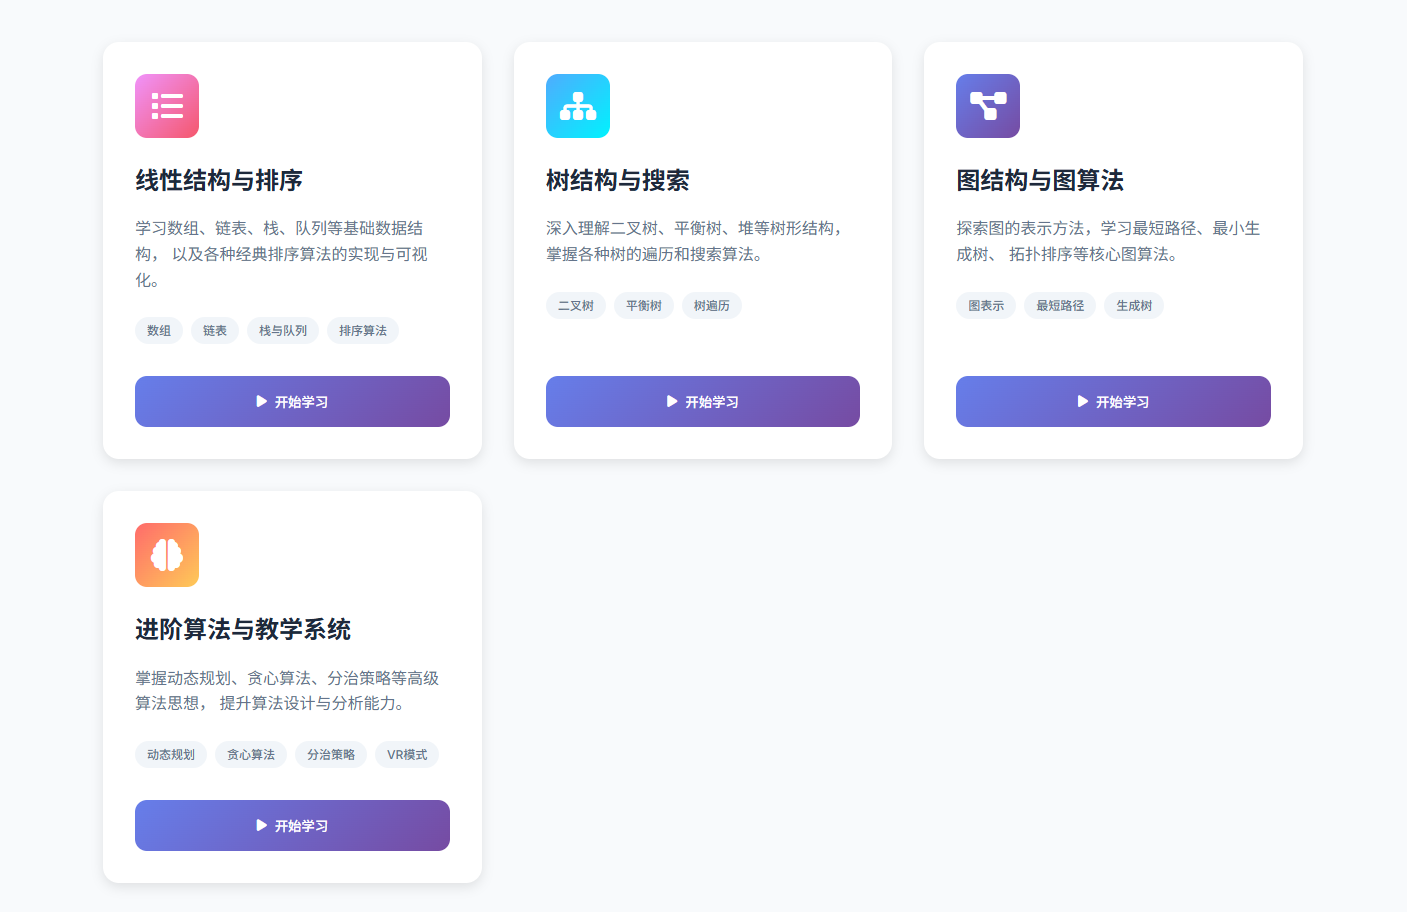 线性结构与排序
学习数组、链表、栈、队列等基础数据结
构， 以及各种经典排序算法的实现与可视
化。
数组 链表 栈与队列 排序算法
开始学习
树结构与搜索
深入理解二叉树、平衡树、堆等树形结构，
掌握各种树的遍历和搜索算法。
二叉树 平衡树 树遍历
开始学习
图结构与图算法
探索图的表示方法，学习最短路径、最小生
成树、 拓扑排序等核心图算法。
图表示 最短路径 生成树
开始学习
进阶算法与教学系统
掌握动态规划、贪心算法、分治策略等高级
算法思想， 提升算法设计与分析能力。
动态规划 贪心算法 分治策略 VR模式
开始学习